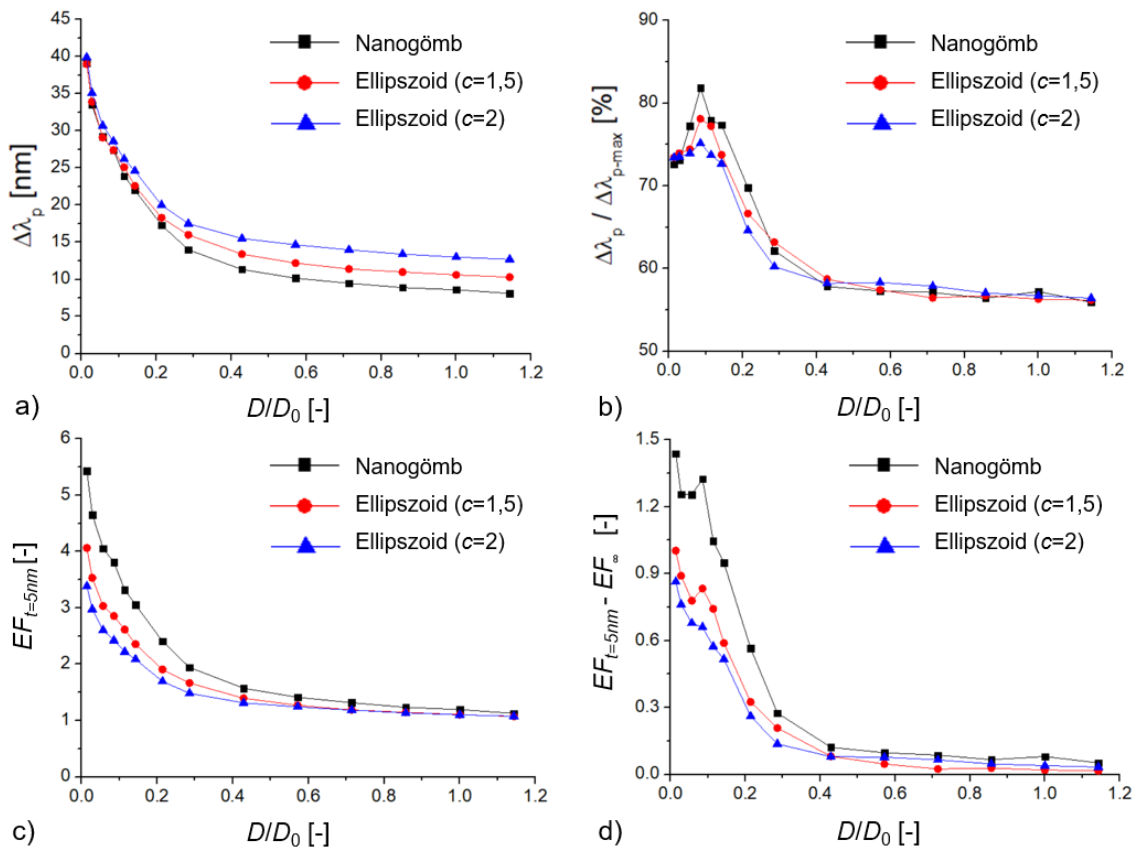 45
40
35
30
25
20
15
10
5
0
Δλp [nm]
Nanogömb
Ellipszoid (c=1,5)
Ellipszoid (c=2)
0.0 0.2 0.4 0.6 0.8 1.0 1.2
a)
D/D0 [-]
90
80
70
60
50
Δλp / Δλp-max [%]
Nanogömb
Ellipszoid (c=1,5)
Ellipszoid (c=2)
0.0 0.2 0.4 0.6 0.8 1.0 1.2
b)
D/D0 [-]
6
5
4
3
2
1
0
EFt=5nm [-]
Nanogömb
Ellipszoid (c=1,5)
Ellipszoid (c=2)
0.0 0.2 0.4 0.6 0.8 1.0 1.2
c)
D/D0 [-]
1.5
1.2
0.9
0.6
0.3
0.0
EFt=5nm - EF∞ [-]
Nanogömb
Ellipszoid (c=1,5)
Ellipszoid (c=2)
0.0 0.2 0.4 0.6 0.8 1.0 1.2
d)
D/D0 [-]